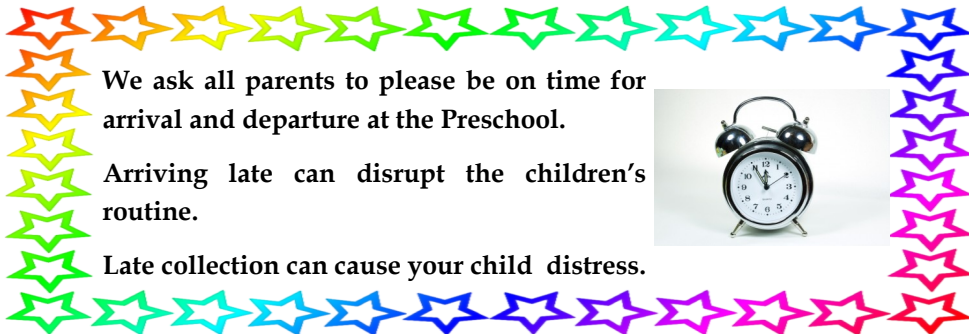 We ask all parents to please be on time for
arrival and departure at the Preschool.
Arriving late can disrupt the children's
routine.
Late collection can cause your child distress.